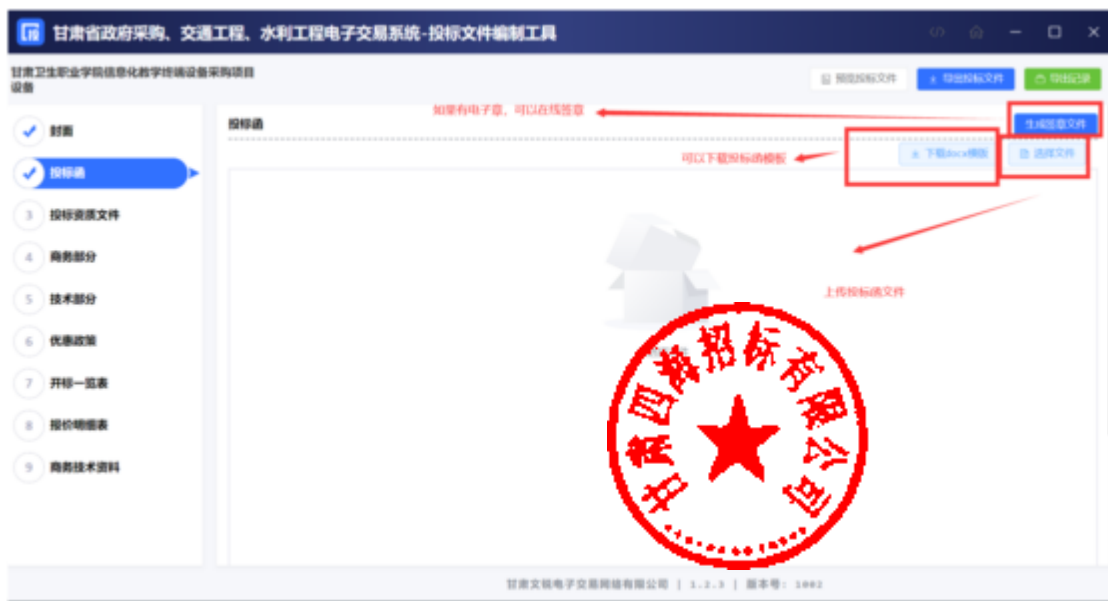 投
甘肃省政府采购、交通工程、水利工程电子交易系统-投标文件编制工具
甘肃卫生职业学院信息化教学终端设备采购项目
设备
预览投标文件
导出投标文件
导出记录
封面
投标函
3 投标资质文件
4 商务部分
5 技术部分
6 优惠政策
7 开标一览表
8 报价明细表
9 商务技术资料
投标函
如果有电子章，可以在线签章
生成签章文件
可以下载投标函模板
下载docx模板
选择文件
上传投标函文件
甘肃四海招标有限公司
甘肃文锐电子交易网络有限公司 | 1.2.3 | 版本号: 1002